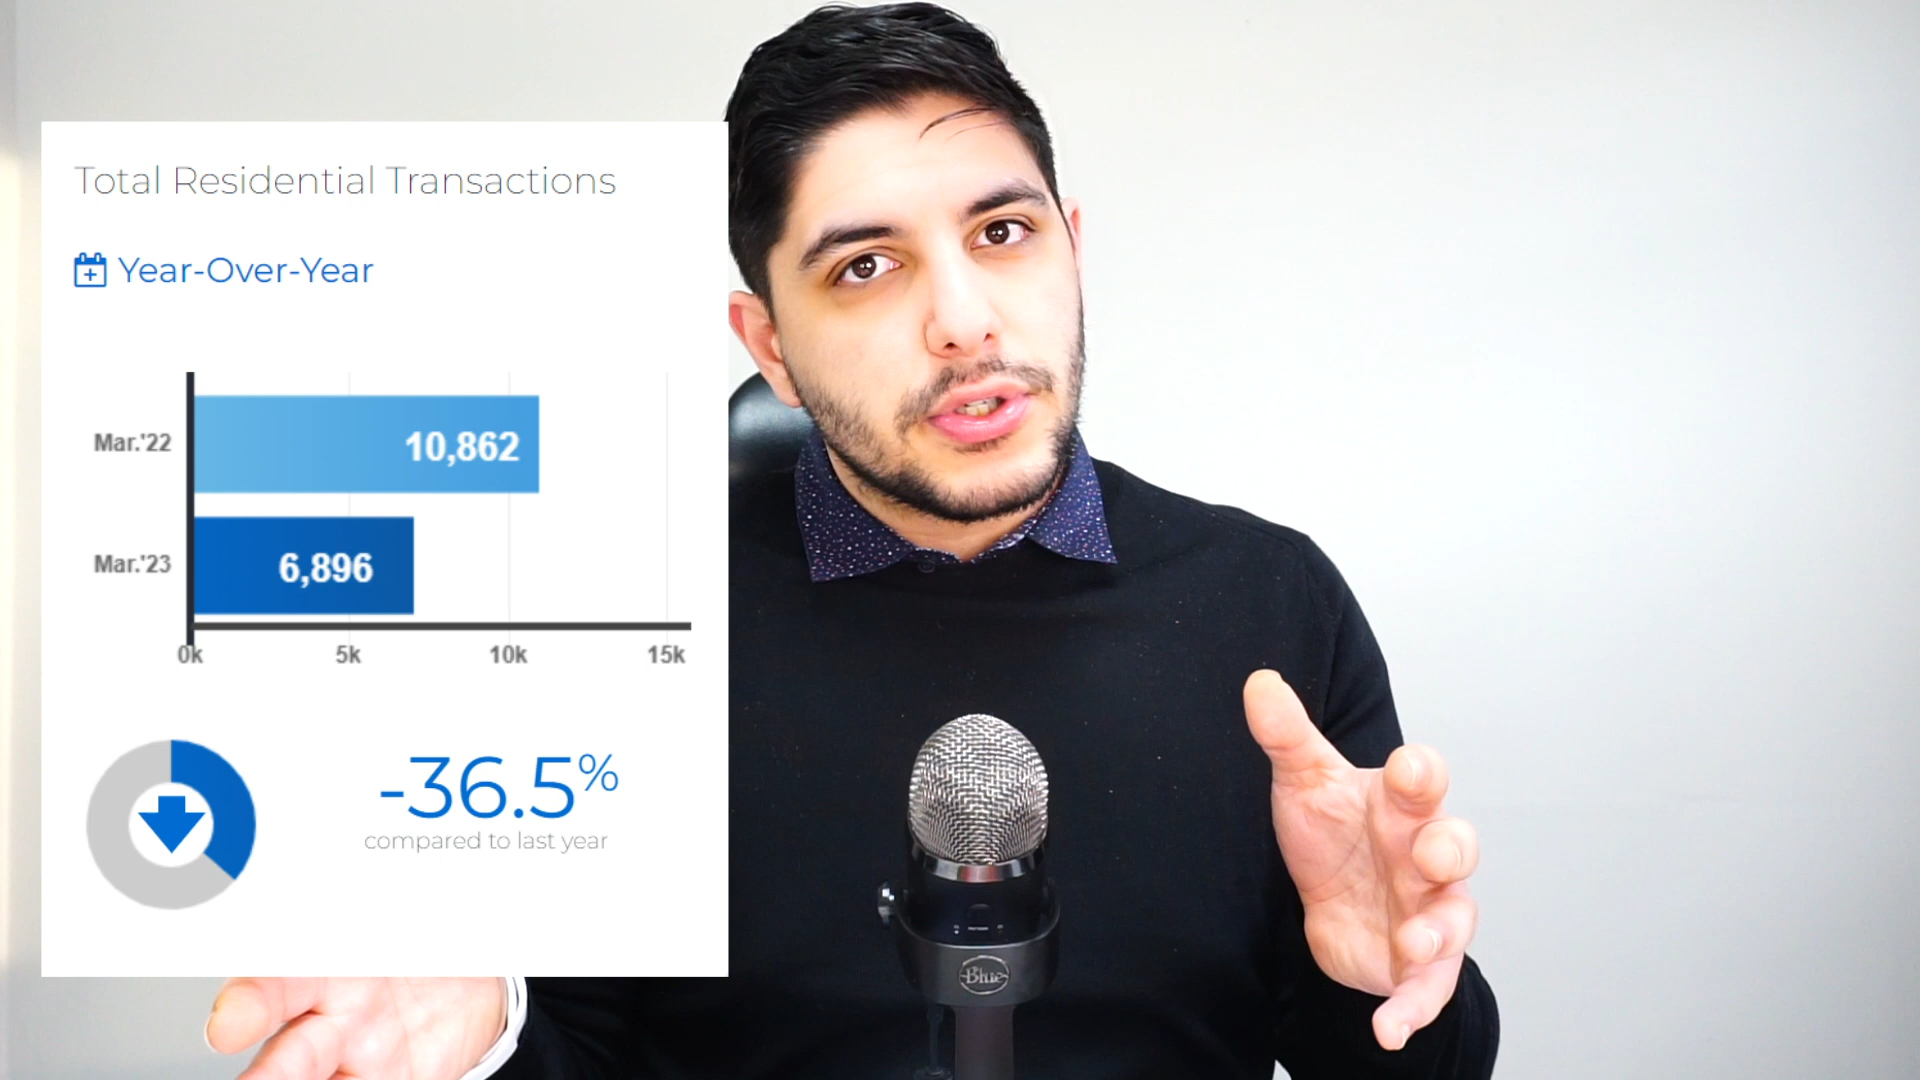 Total Residential Transactions
Year-Over-Year
Mar.'22
10,862
Mar.'23
6,896
0k 5k 10k 15k
-36.5%
compared to last year
Blue